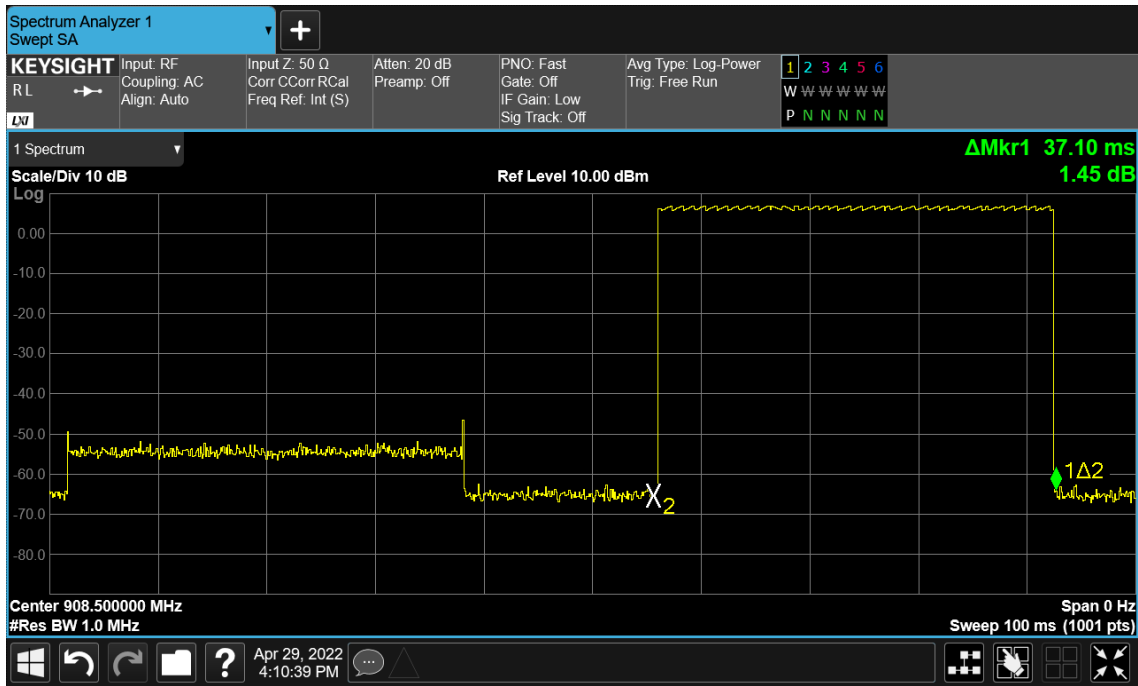 Spectrum Analyzer 1
Swept SA
KEYSIGHT
R L
LXI
Input: RF
Coupling: AC
Align: Auto
Input Z: 50 Ω
Corr CCorr RCal
Freq Ref: Int (S)
Atten: 20 dB
Preamp: Off
PNO: Fast
Gate: Off
IF Gain: Low
Sig Track: Off
Avg Type: Log-Power
Trig: Free Run
1 2 3 4 5 6
W W W W W W
P N N N N N
1 Spectrum
ΔMkr1 37.10 ms
1.45 dB
Scale/Div 10 dB
Ref Level 10.00 dBm
Log
0.00
-10.0
-20.0
-30.0
-40.0
-50.0
-60.0
-70.0
-80.0
1Δ2
X2
Center 908.500000 MHz
#Res BW 1.0 MHz
Span 0 Hz
Sweep 100 ms (1001 pts)
?
Apr 29, 2022
4:10:39 PM